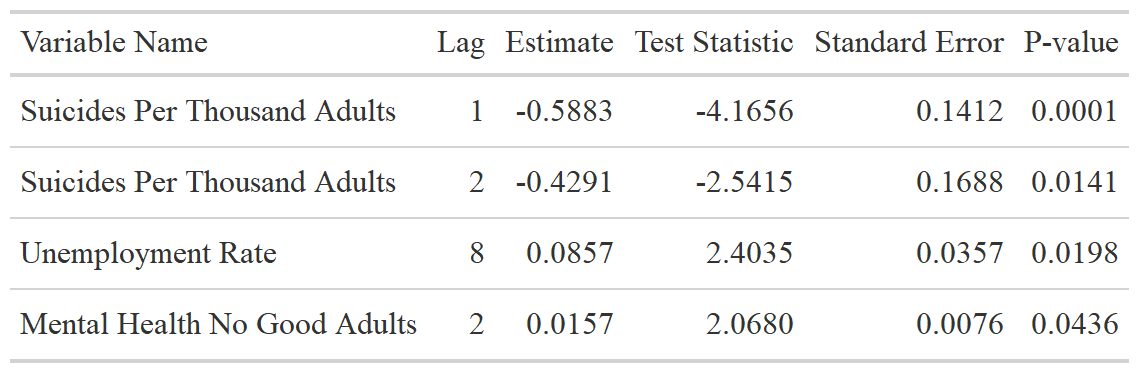 Variable Name Lag Estimate Test Statistic Standard Error P-value
Suicides Per Thousand Adults 1 -0.5883 -4.1656 0.1412 0.0001
Suicides Per Thousand Adults 2 -0.4291 -2.5415 0.1688 0.0141
Unemployment Rate 8 0.0857 2.4035 0.0357 0.0198
Mental Health No Good Adults 2 0.0157 2.0680 0.0076 0.0436